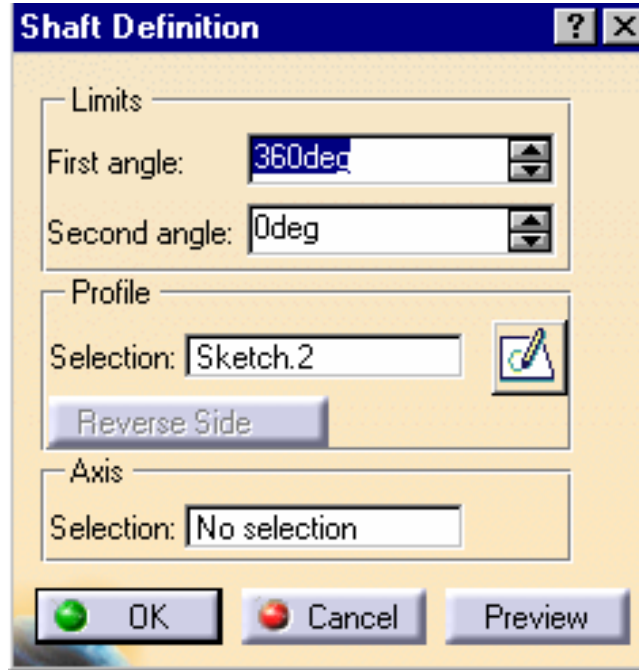 Shaft Definition ? X
Limits
First angle: 360deg
Second angle: 0deg
Profile
Selection: Sketch.2
Reverse Side
Axis
Selection: No selection
OK Cancel Preview